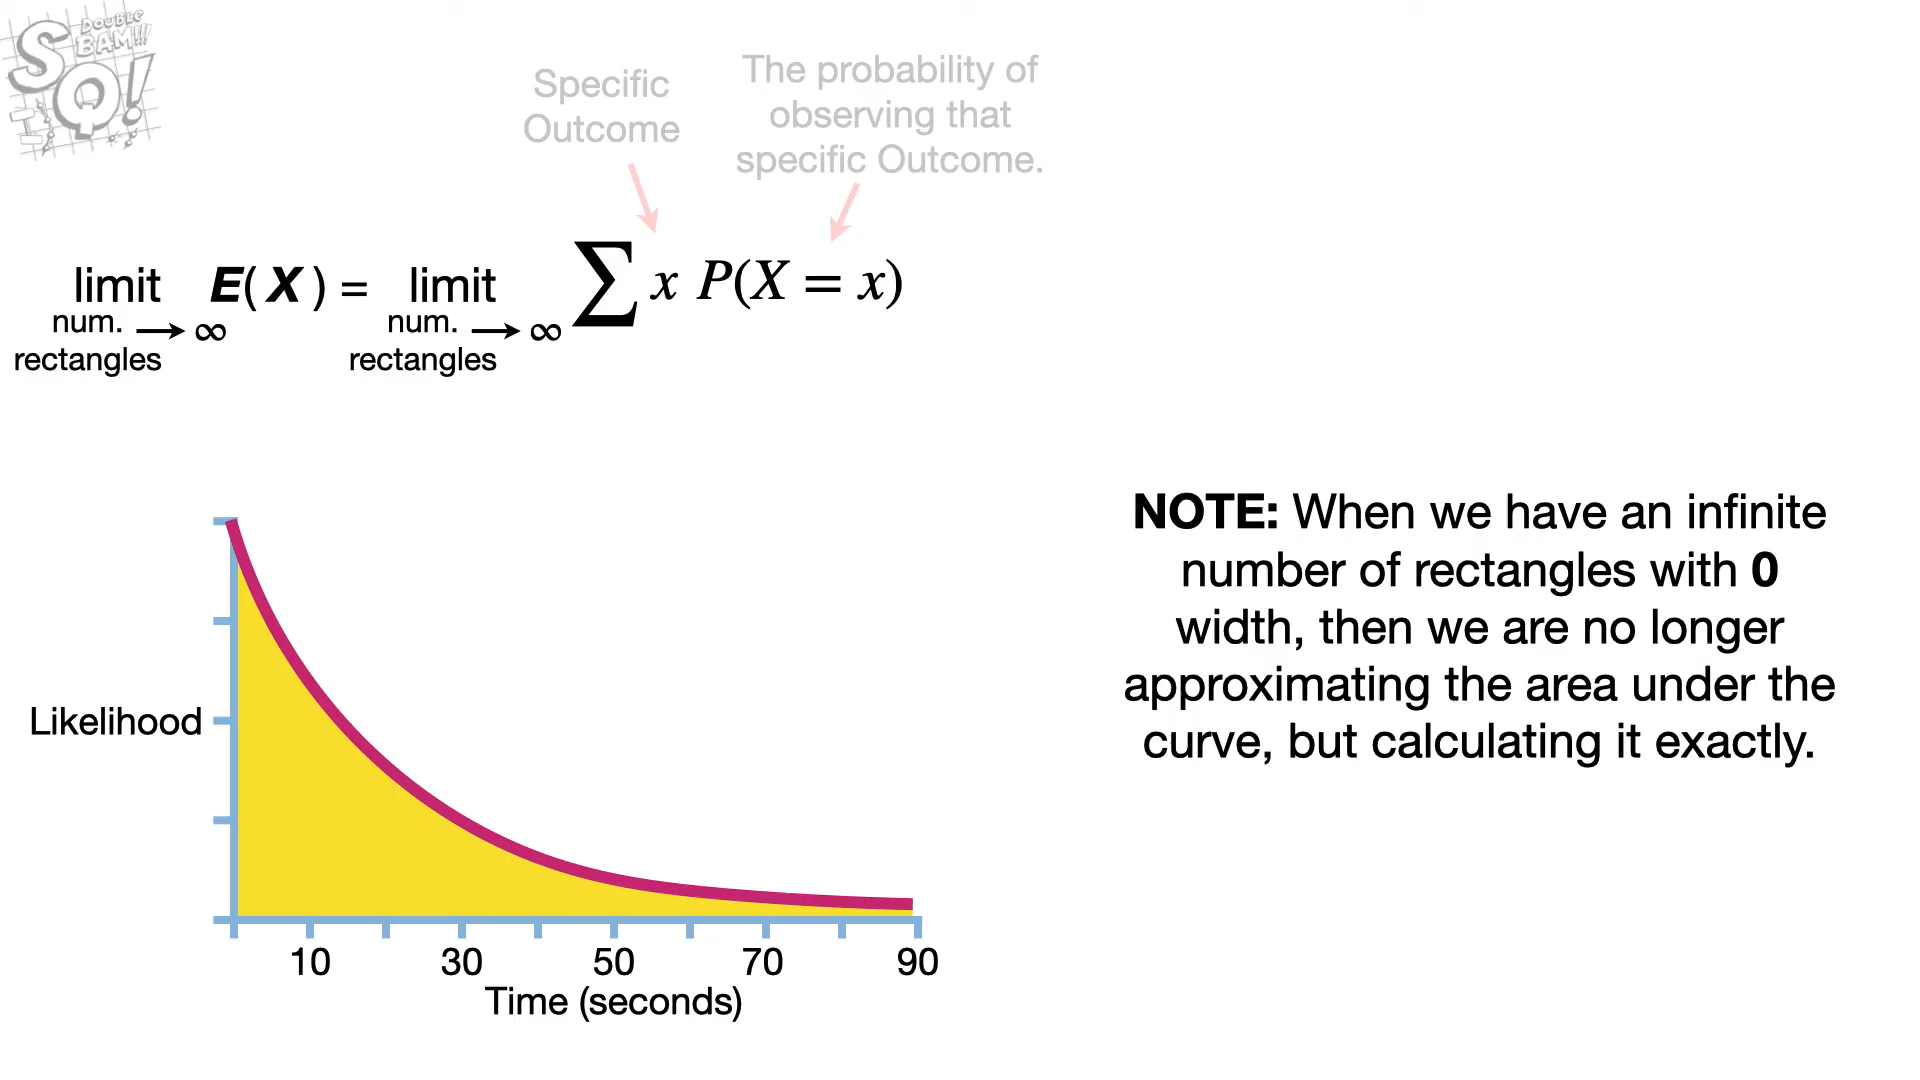 DOUBLE
BAM!!!
SQ!
Specific
Outcome
The probability of
observing that
specific Outcome.
limit E(X) = limit ∑ x P(X = x)
num. → ∞ num. → ∞
rectangles rectangles
NOTE: When we have an infinite
number of rectangles with 0
width, then we are no longer
approximating the area under the
curve, but calculating it exactly.
Likelihood
10 30 50 70 90
Time (seconds)